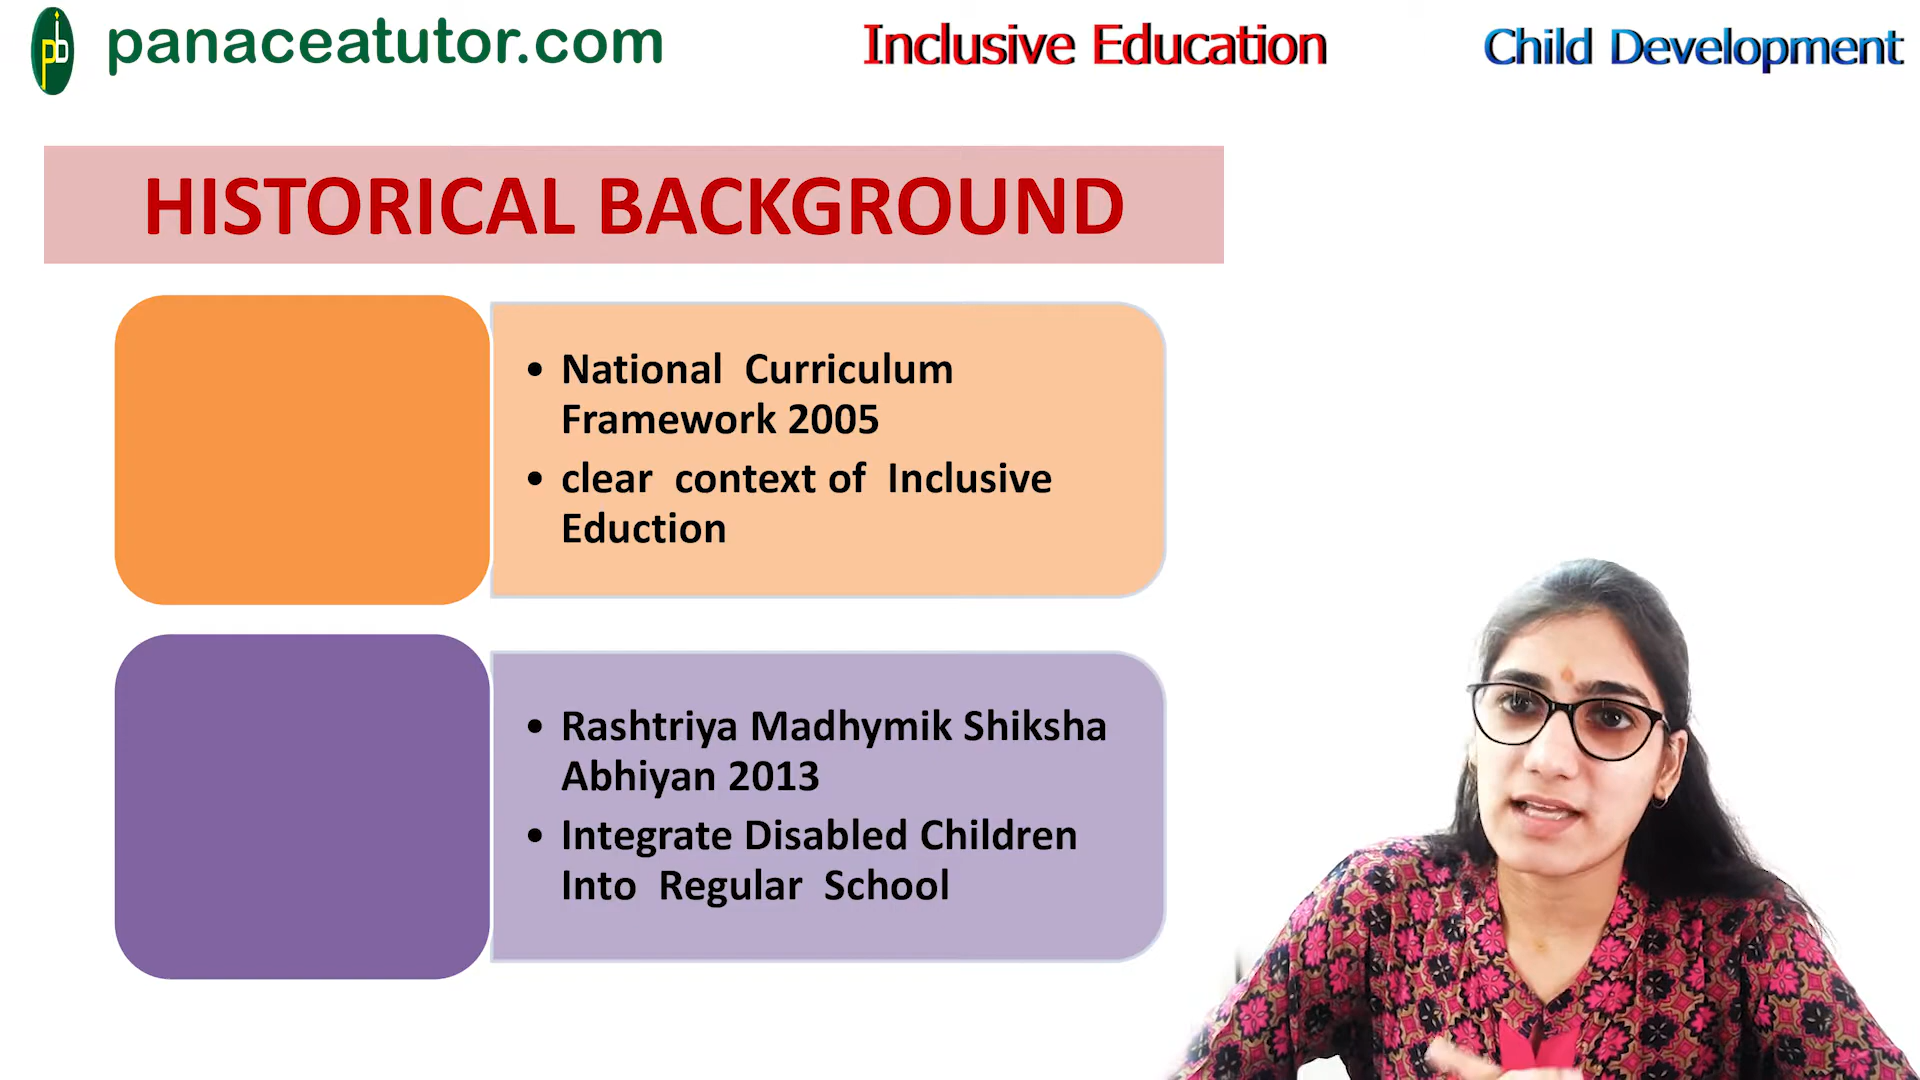 pb panaceatutor.com
Inclusive Education
Child Development
HISTORICAL BACKGROUND
• National Curriculum
Framework 2005
• clear context of Inclusive
Eduction
• Rashtriya Madhymik Shiksha
Abhiyan 2013
• Integrate Disabled Children
Into Regular School